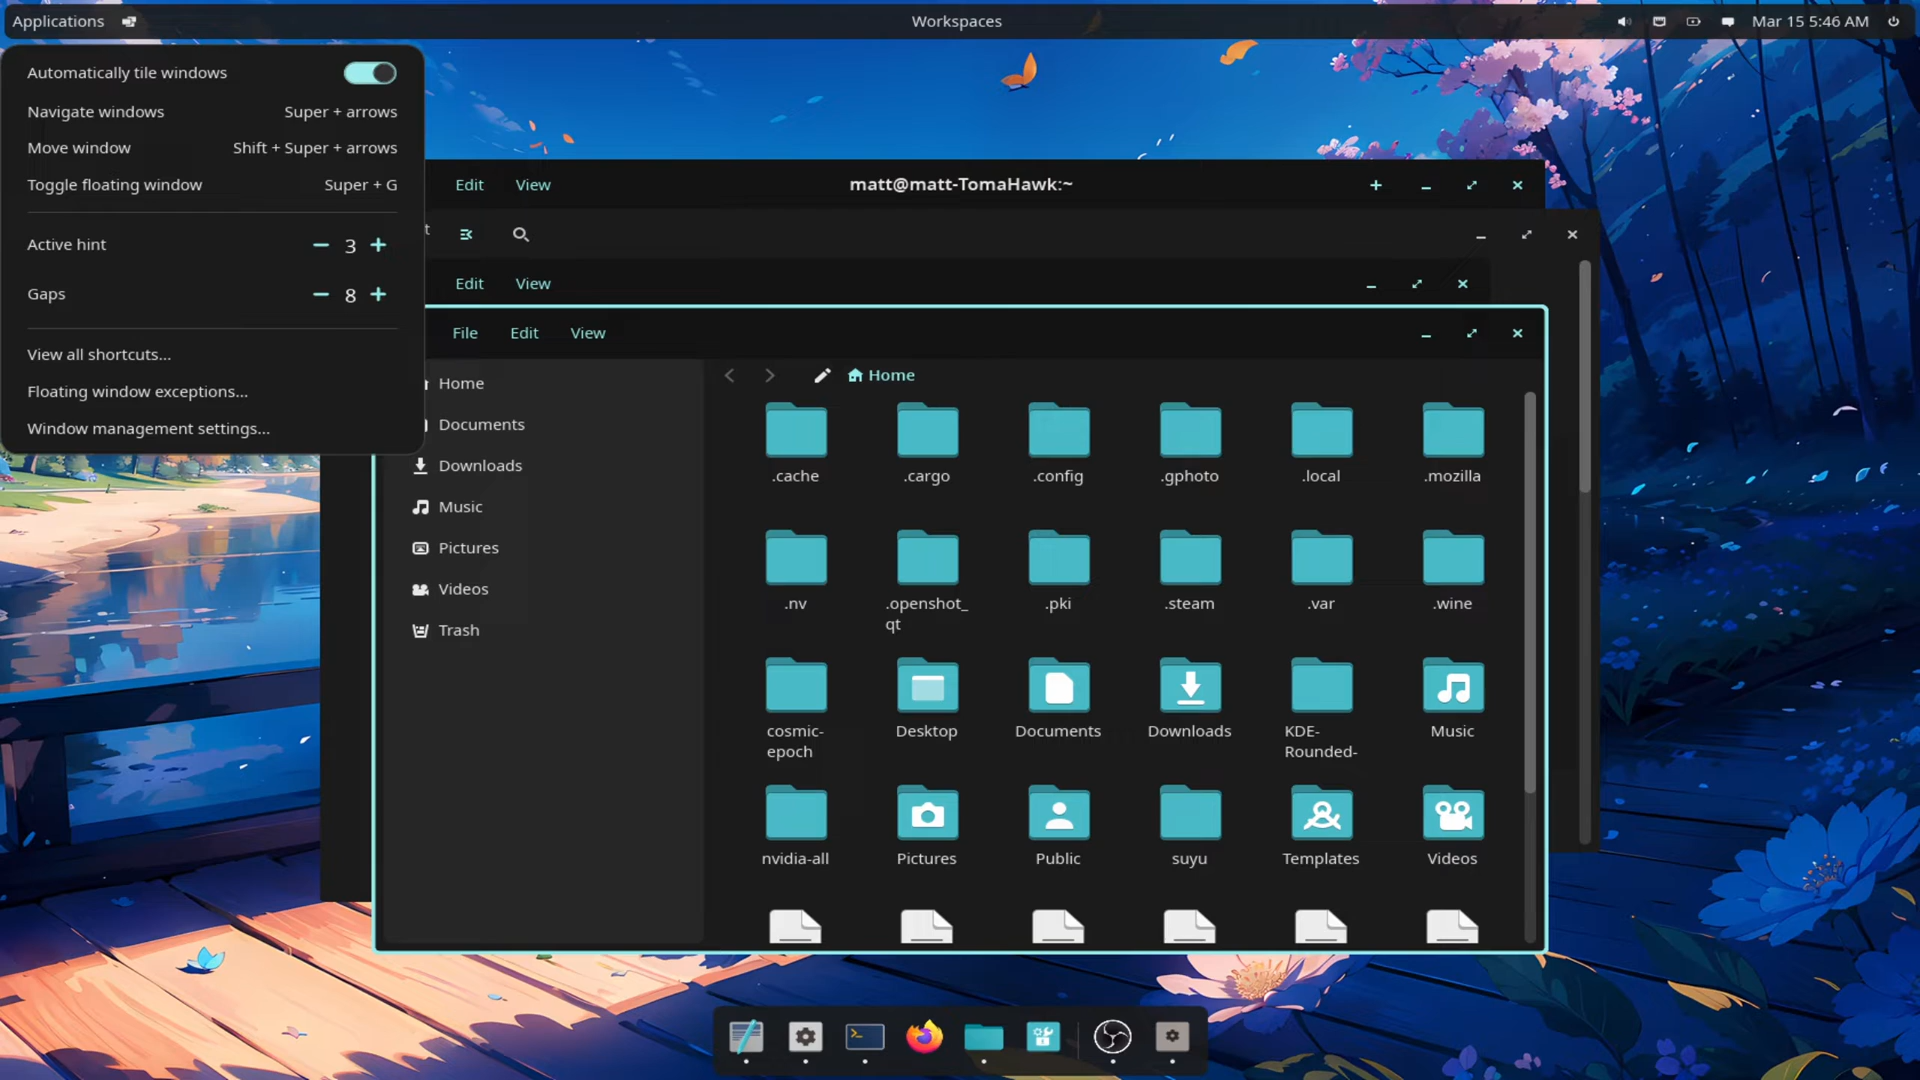 Applications
Workspaces
Mar 15 5:46 AM
Automatically tile windows
Navigate windows Super + arrows
Move window Shift + Super + arrows
Toggle floating window Super + G
Active hint − 3 +
Gaps − 8 +
View all shortcuts...
Floating window exceptions...
Window management settings...
Edit View
matt@matt-TomaHawk:~
t
Edit View
File Edit View
Home
Documents
Downloads
Music
Pictures
Videos
Trash
Home
.cache .cargo .config .gphoto .local .mozilla
.nv .openshot_ .pki .steam .var .wine
qt
cosmic- Desktop Documents Downloads KDE- Music
epoch Rounded-
nvidia-all Pictures Public suyu Templates Videos